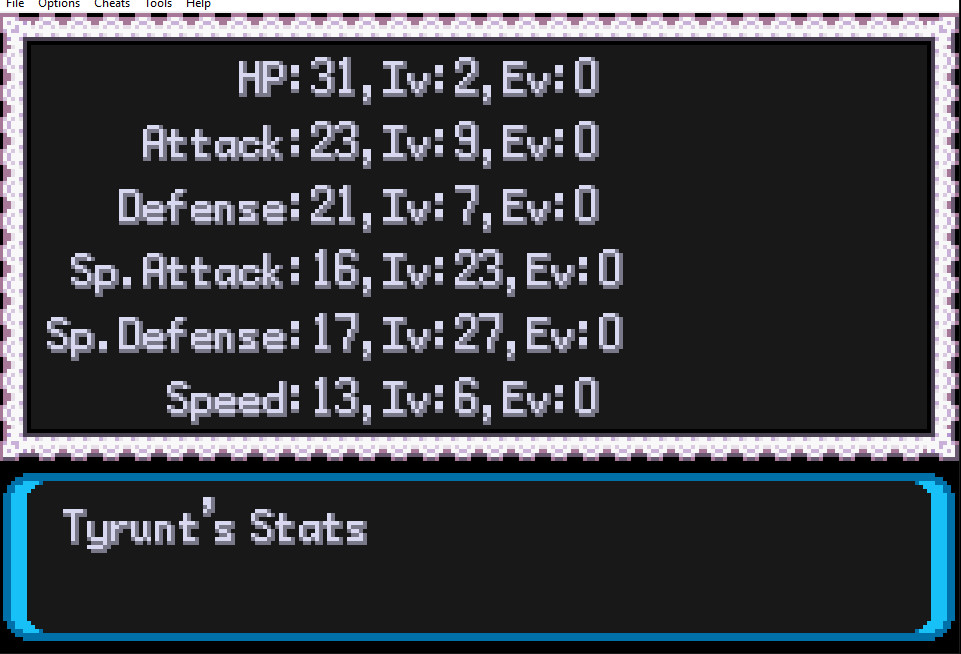 File Options Cheats Tools Help
HP:31,Iv:2,Ev:0
Attack:23,Iv:9,Ev:0
Defense:21,Iv:7,Ev:0
Sp.Attack:16,Iv:23,Ev:0
Sp.Defense:17,Iv:27,Ev:0
Speed:13,Iv:6,Ev:0
Tyrunt's Stats